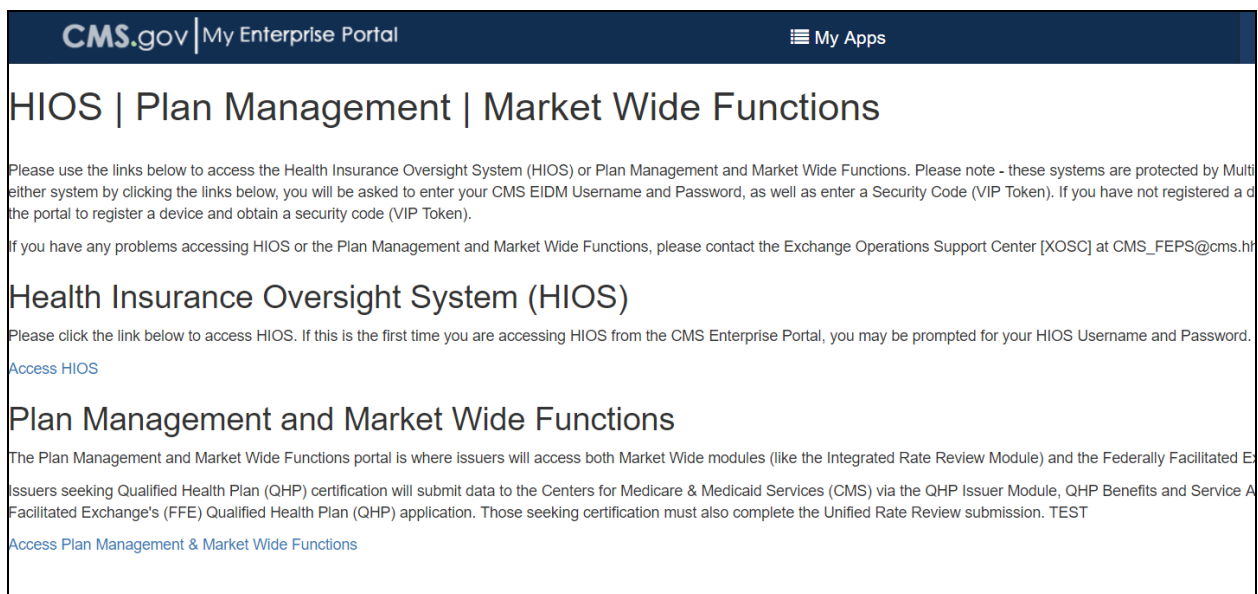 CMS.gov | My Enterprise Portal
My Apps
HIOS | Plan Management | Market Wide Functions
Please use the links below to access the Health Insurance Oversight System (HIOS) or Plan Management and Market Wide Functions. Please note - these systems are protected by Multi
either system by clicking the links below, you will be asked to enter your CMS EIDM Username and Password, as well as enter a Security Code (VIP Token). If you have not registered a d
the portal to register a device and obtain a security code (VIP Token).
If you have any problems accessing HIOS or the Plan Management and Market Wide Functions, please contact the Exchange Operations Support Center [XOSC] at CMS_FEPS@cms.hh
Health Insurance Oversight System (HIOS)
Please click the link below to access HIOS. If this is the first time you are accessing HIOS from the CMS Enterprise Portal, you may be prompted for your HIOS Username and Password.
Access HIOS
Plan Management and Market Wide Functions
The Plan Management and Market Wide Functions portal is where issuers will access both Market Wide modules (like the Integrated Rate Review Module) and the Federally Facilitated E
Issuers seeking Qualified Health Plan (QHP) certification will submit data to the Centers for Medicare & Medicaid Services (CMS) via the QHP Issuer Module, QHP Benefits and Service A
Facilitated Exchange's (FFE) Qualified Health Plan (QHP) application. Those seeking certification must also complete the Unified Rate Review submission. TEST
Access Plan Management & Market Wide Functions